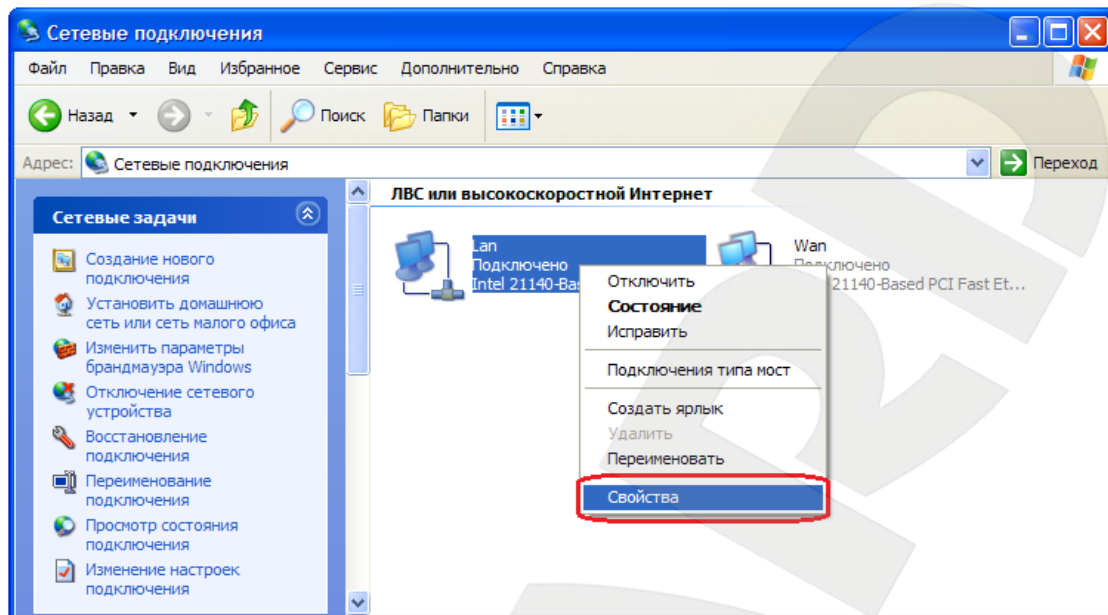 Сетевые подключения
Файл Правка Вид Избранное Сервис Дополнительно Справка
Назад Поиск Папки
Адрес: Сетевые подключения Переход
Сетевые задачи
Создание нового
подключения
Установить домашнюю
сеть или сеть малого офиса
Изменить параметры
брандмауэра Windows
Отключение сетевого
устройства
Восстановление
подключения
Переименование
подключения
Просмотр состояния
подключения
Изменение настроек
подключения
ЛВС или высокоскоростной Интернет
Lan
Подключено
Intel 21140-Bas
Wan
Подключено
21140-Based PCI Fast Et...
Отключить
Состояние
Исправить
Подключения типа мост
Создать ярлык
Удалить
Переименовать
Свойства